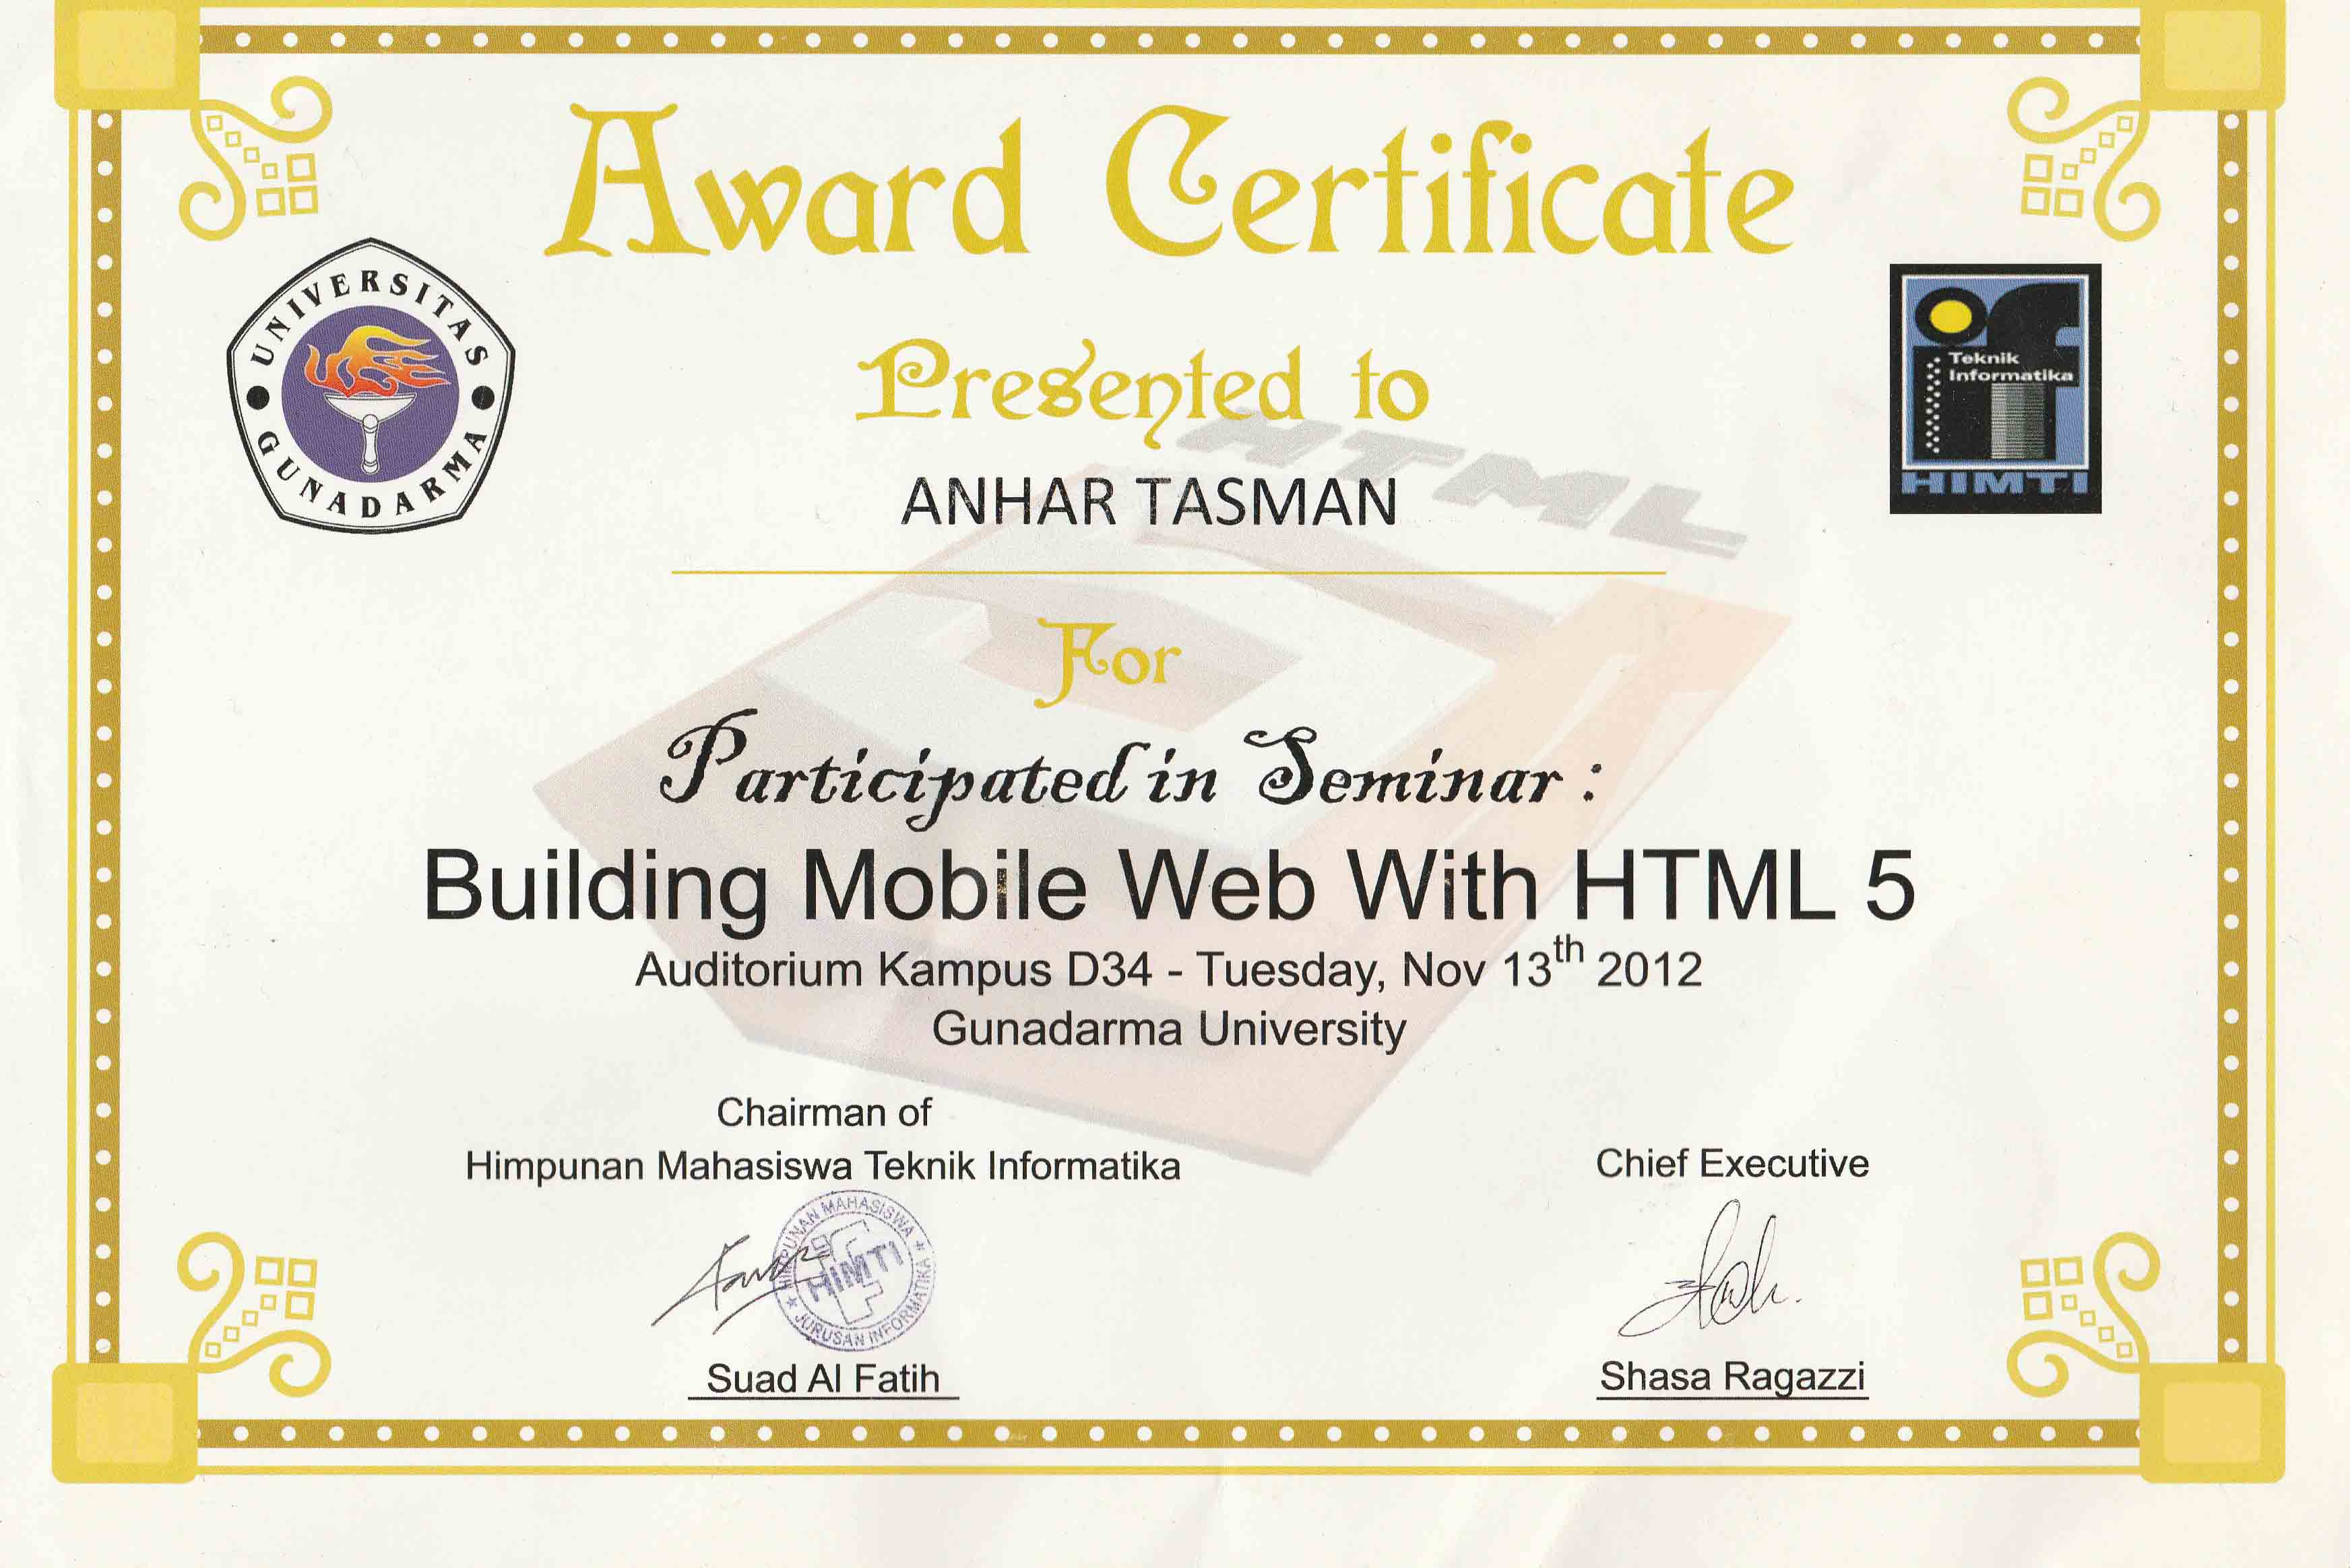 Award Certificate
UNIVERSITAS
GUNADARMA
Teknik
Informatika
HIMTI
Presented to
HTML
ANHAR TASMAN
For
Participated in Seminar :
Building Mobile Web With HTML 5
Auditorium Kampus D34 - Tuesday, Nov 13th 2012
Gunadarma University
Chairman of
Himpunan Mahasiswa Teknik Informatika
Chief Executive
HIMPUNAN MAHASISWA
HIMTI
JURUSAN INFORMATIKA
Suad Al Fatih
Shasa Ragazzi